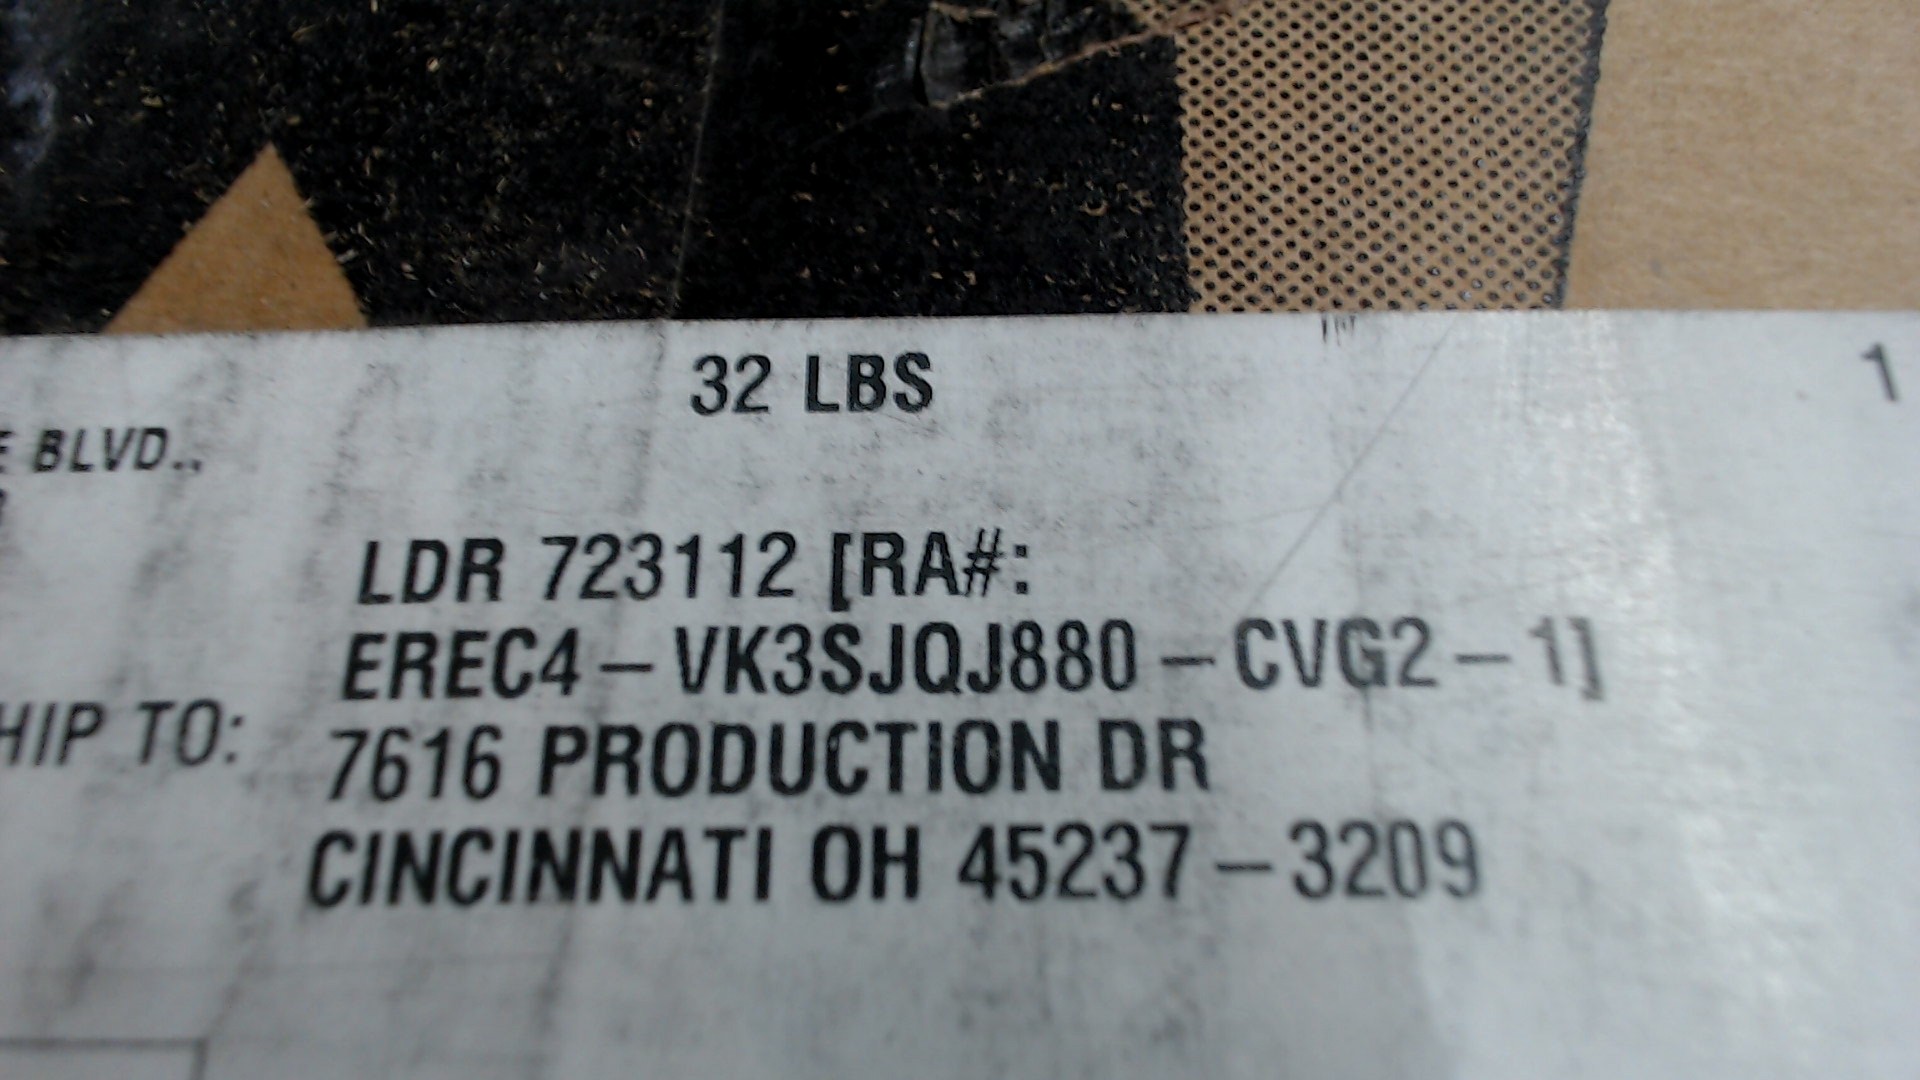 32 LBS
1
E BLVD.,
LDR 723112 [RA#:
EREC4-VK3SJQJ880-CVG2-1]
HIP TO:
7616 PRODUCTION DR
CINCINNATI OH 45237-3209